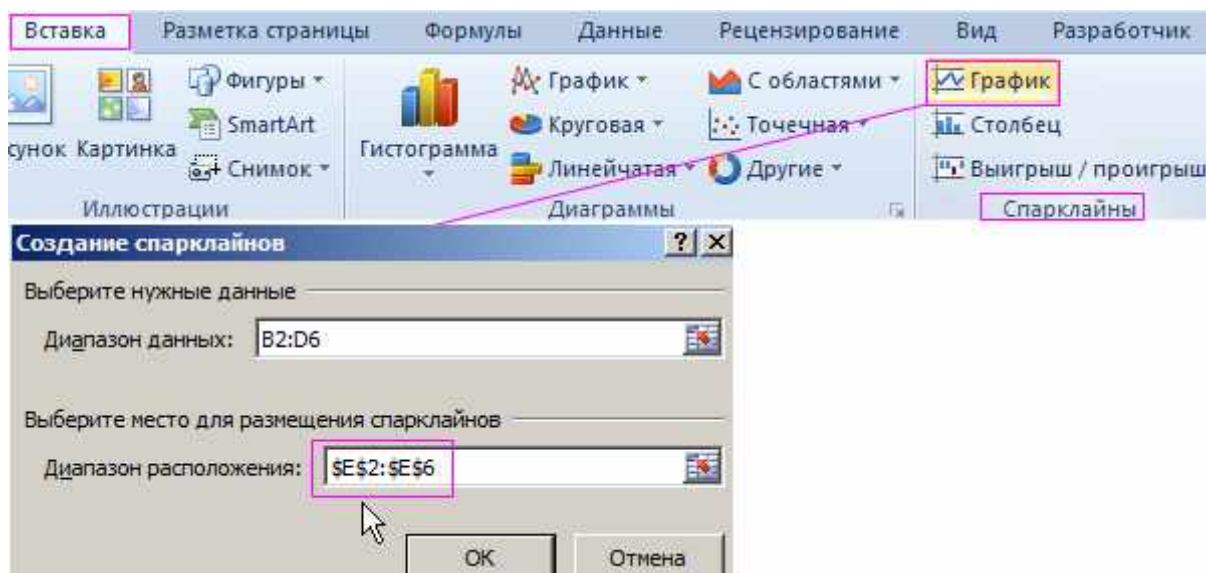 Вставка Разметка страницы Формулы Данные Рецензирование Вид Разработчик
Фигуры График С областями График
SmartArt Круговая Точечная Столбец
сунок Картинка Снимок Гистограмма Линейчатая Другие Выигрыш / проигрыш
Иллюстрации Диаграммы Спарклайны
Создание спарклайнов
Выберите нужные данные
Диапазон данных: B2:D6
Выберите место для размещения спарклайнов
Диапазон расположения: $E$2:$E$6
ОК Отмена